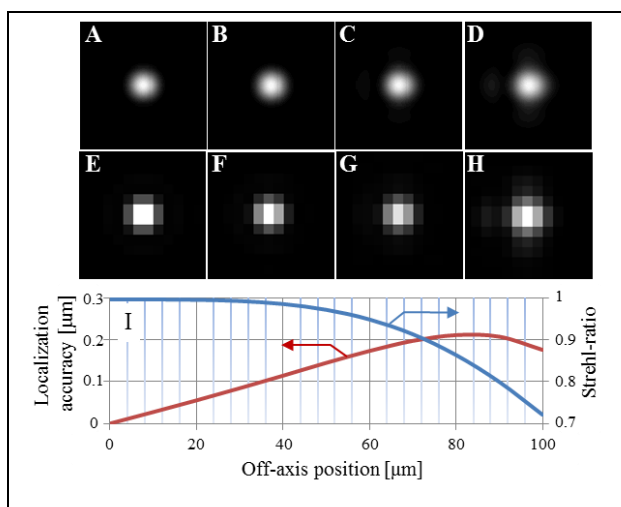 A B C D
E F G H
I
Localization accuracy [µm]
0.3
0.2
0.1
0
1
0.9
0.8
0.7
Strehl-ratio
0 20 40 60 80 100
Off-axis position [µm]